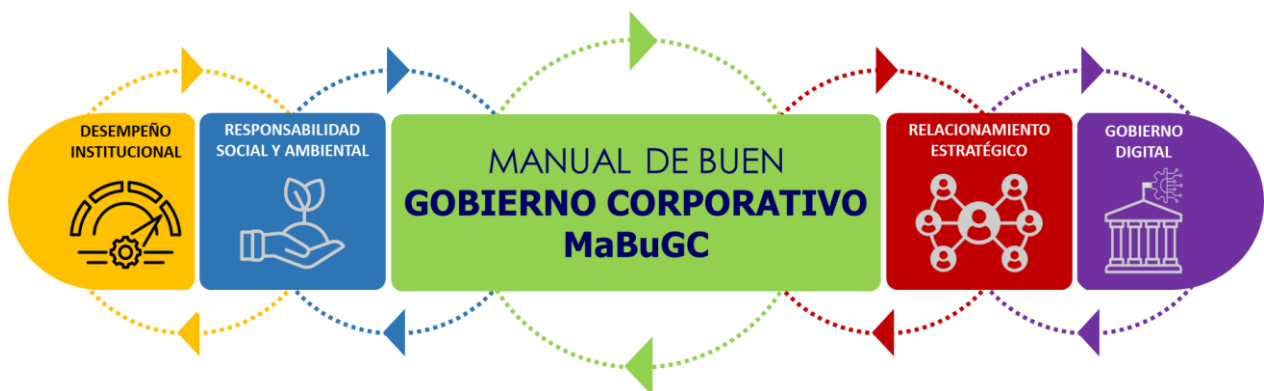 DESEMPEÑO
INSTITUCIONAL
RESPONSABILIDAD
SOCIAL Y AMBIENTAL
MANUAL DE BUEN
GOBIERNO CORPORATIVO
MaBuGC
RELACIONAMIENTO
ESTRATÉGICO
GOBIERNO
DIGITAL